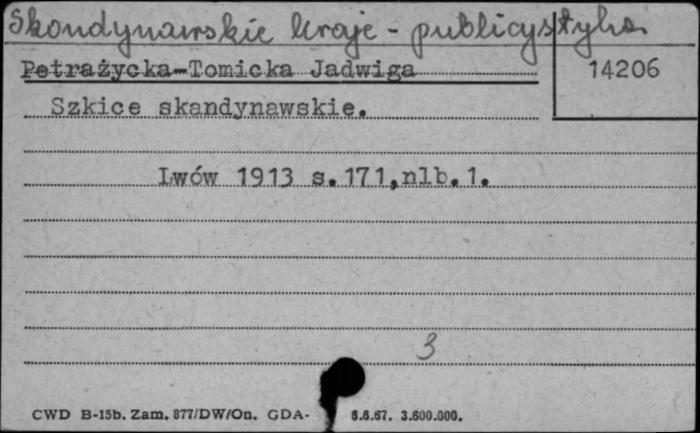 Skandynawskie kraje - publicystyka
Petrażycka-Tomicka Jadwiga
14206
Szkice skandynawskie.
Lwów 1913 s.171,nlb.1.
3
CWD B-15b. Zam. 877/DW/On. GDA- 6.6.67. 3.600.000.